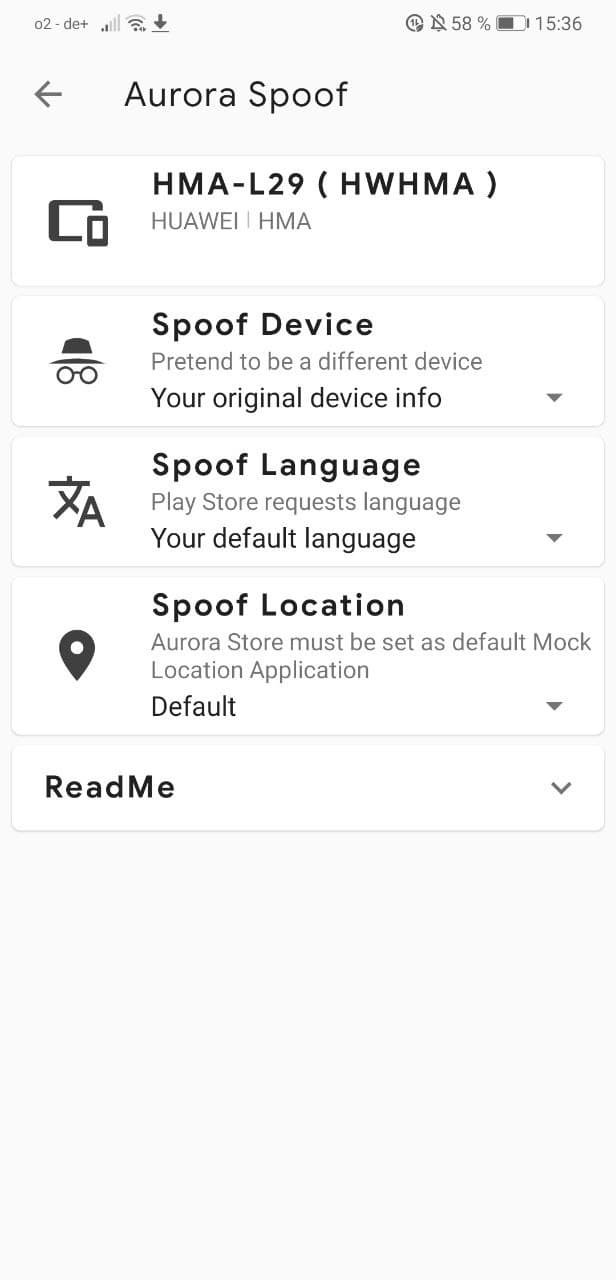 o2 - de+ 58 % 15:36
Aurora Spoof
HMA-L29 ( HWHMA )
HUAWEI | HMA
Spoof Device
Pretend to be a different device
Your original device info
Spoof Language
Play Store requests language
Your default language
Spoof Location
Aurora Store must be set as default Mock
Location Application
Default
ReadMe